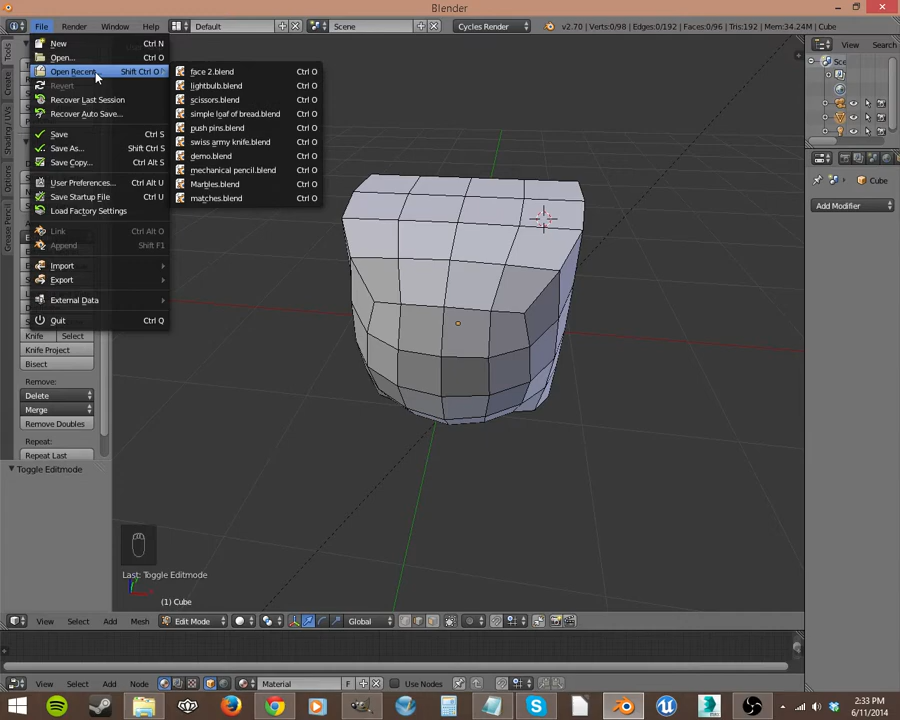 Blender
File Render Window Help Default Scene Cycles Render v2.70 | Verts:0/98 | Edges:0/192 | Faces:0/96 | Tris:192 | Mem:34.24M | Cube
New Ctrl N
Open... Ctrl O
Open Recent... Shift Ctrl O
Revert
Recover Last Session
Recover Auto Save...
Save Ctrl S
Save As... Shift Ctrl S
Save Copy... Ctrl Alt S
User Preferences... Ctrl Alt U
Save Startup File Ctrl U
Load Factory Settings
Link Ctrl Alt O
Append Shift F1
Import
Export
External Data
Quit Ctrl Q
face 2.blend Ctrl O
lightbulb.blend Ctrl O
scissors.blend Ctrl O
simple loaf of bread.blend Ctrl O
push pins.blend Ctrl O
swiss army knife.blend Ctrl O
demo.blend Ctrl O
mechanical pencil.blend Ctrl O
Marbles.blend Ctrl O
matches.blend Ctrl O
Tools
Create
Shading / UVs
Options
Grease Pencil
Knife Select
Knife Project
Bisect
Remove:
Delete
Merge
Remove Doubles
Repeat:
Repeat Last
Toggle Editmode
Last: Toggle Editmode
(1) Cube
Sce
Cube
Add Modifier
View Select Add Mesh Edit Mode Global
View Select Add Node Material F Use Nodes
2:33 PM
6/11/2014